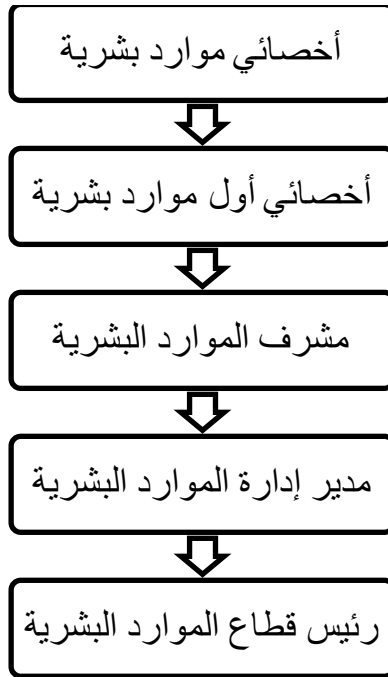 أخصائي موارد بشرية
أخصائي أول موارد بشرية
مشرف الموارد البشرية
مدير إدارة الموارد البشرية
رئيس قطاع الموارد البشرية